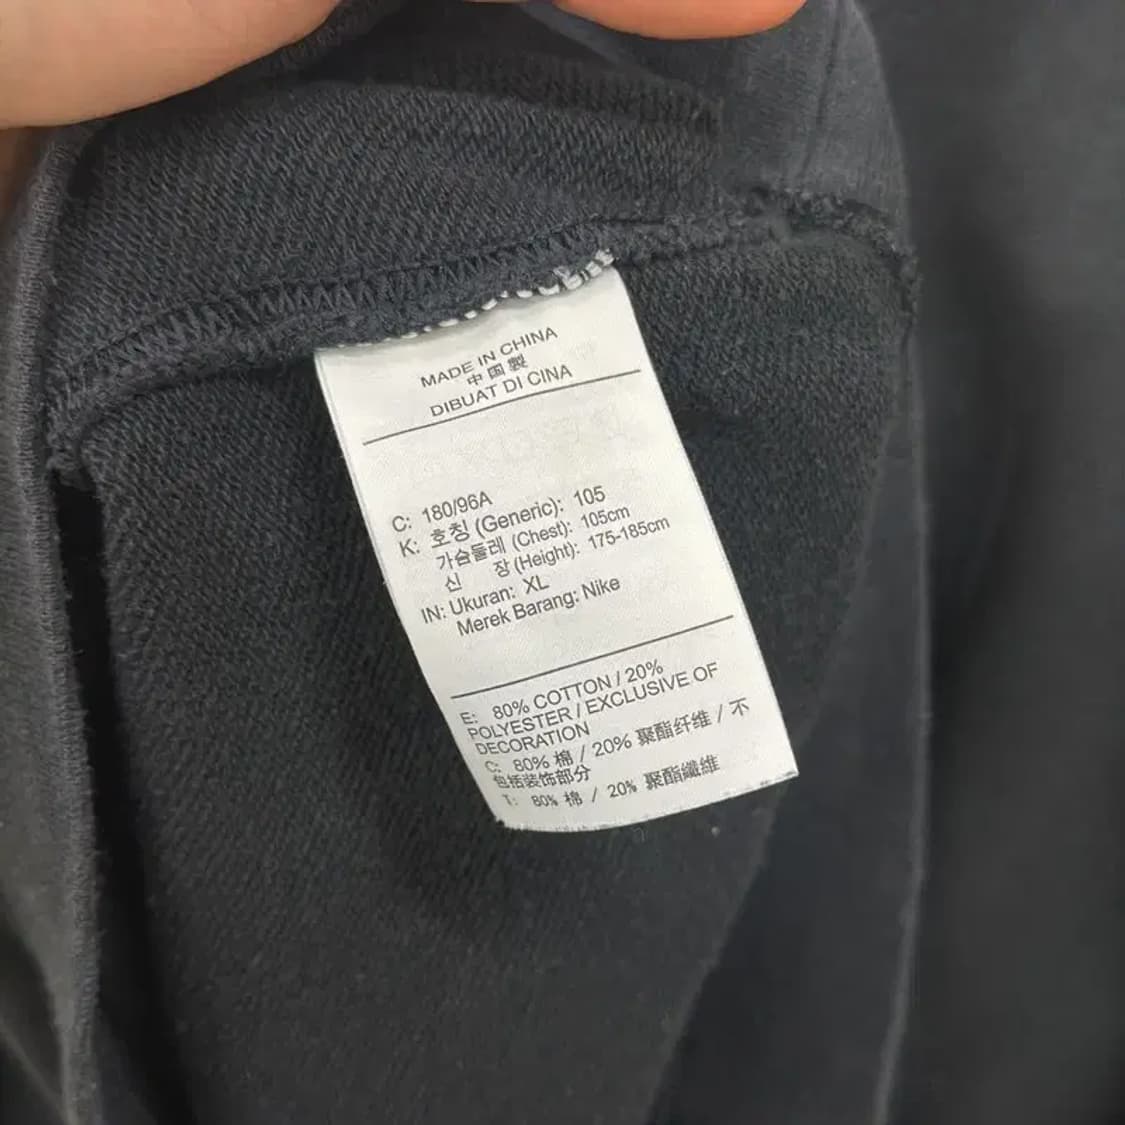 MADE IN CHINA
中国製
DIBUAT DI CINA
C: 180/96A
K: 호칭 (Generic): 105
가슴둘레 (Chest): 105cm
신 장 (Height): 175-185cm
IN: Ukuran: XL
Merek Barang: Nike
E: 80% COTTON / 20%
POLYESTER / EXCLUSIVE OF
DECORATION
C: 80% 棉 / 20% 聚酯纤维 / 不
包括装饰部分
T: 80% 棉 / 20% 聚酯纖維